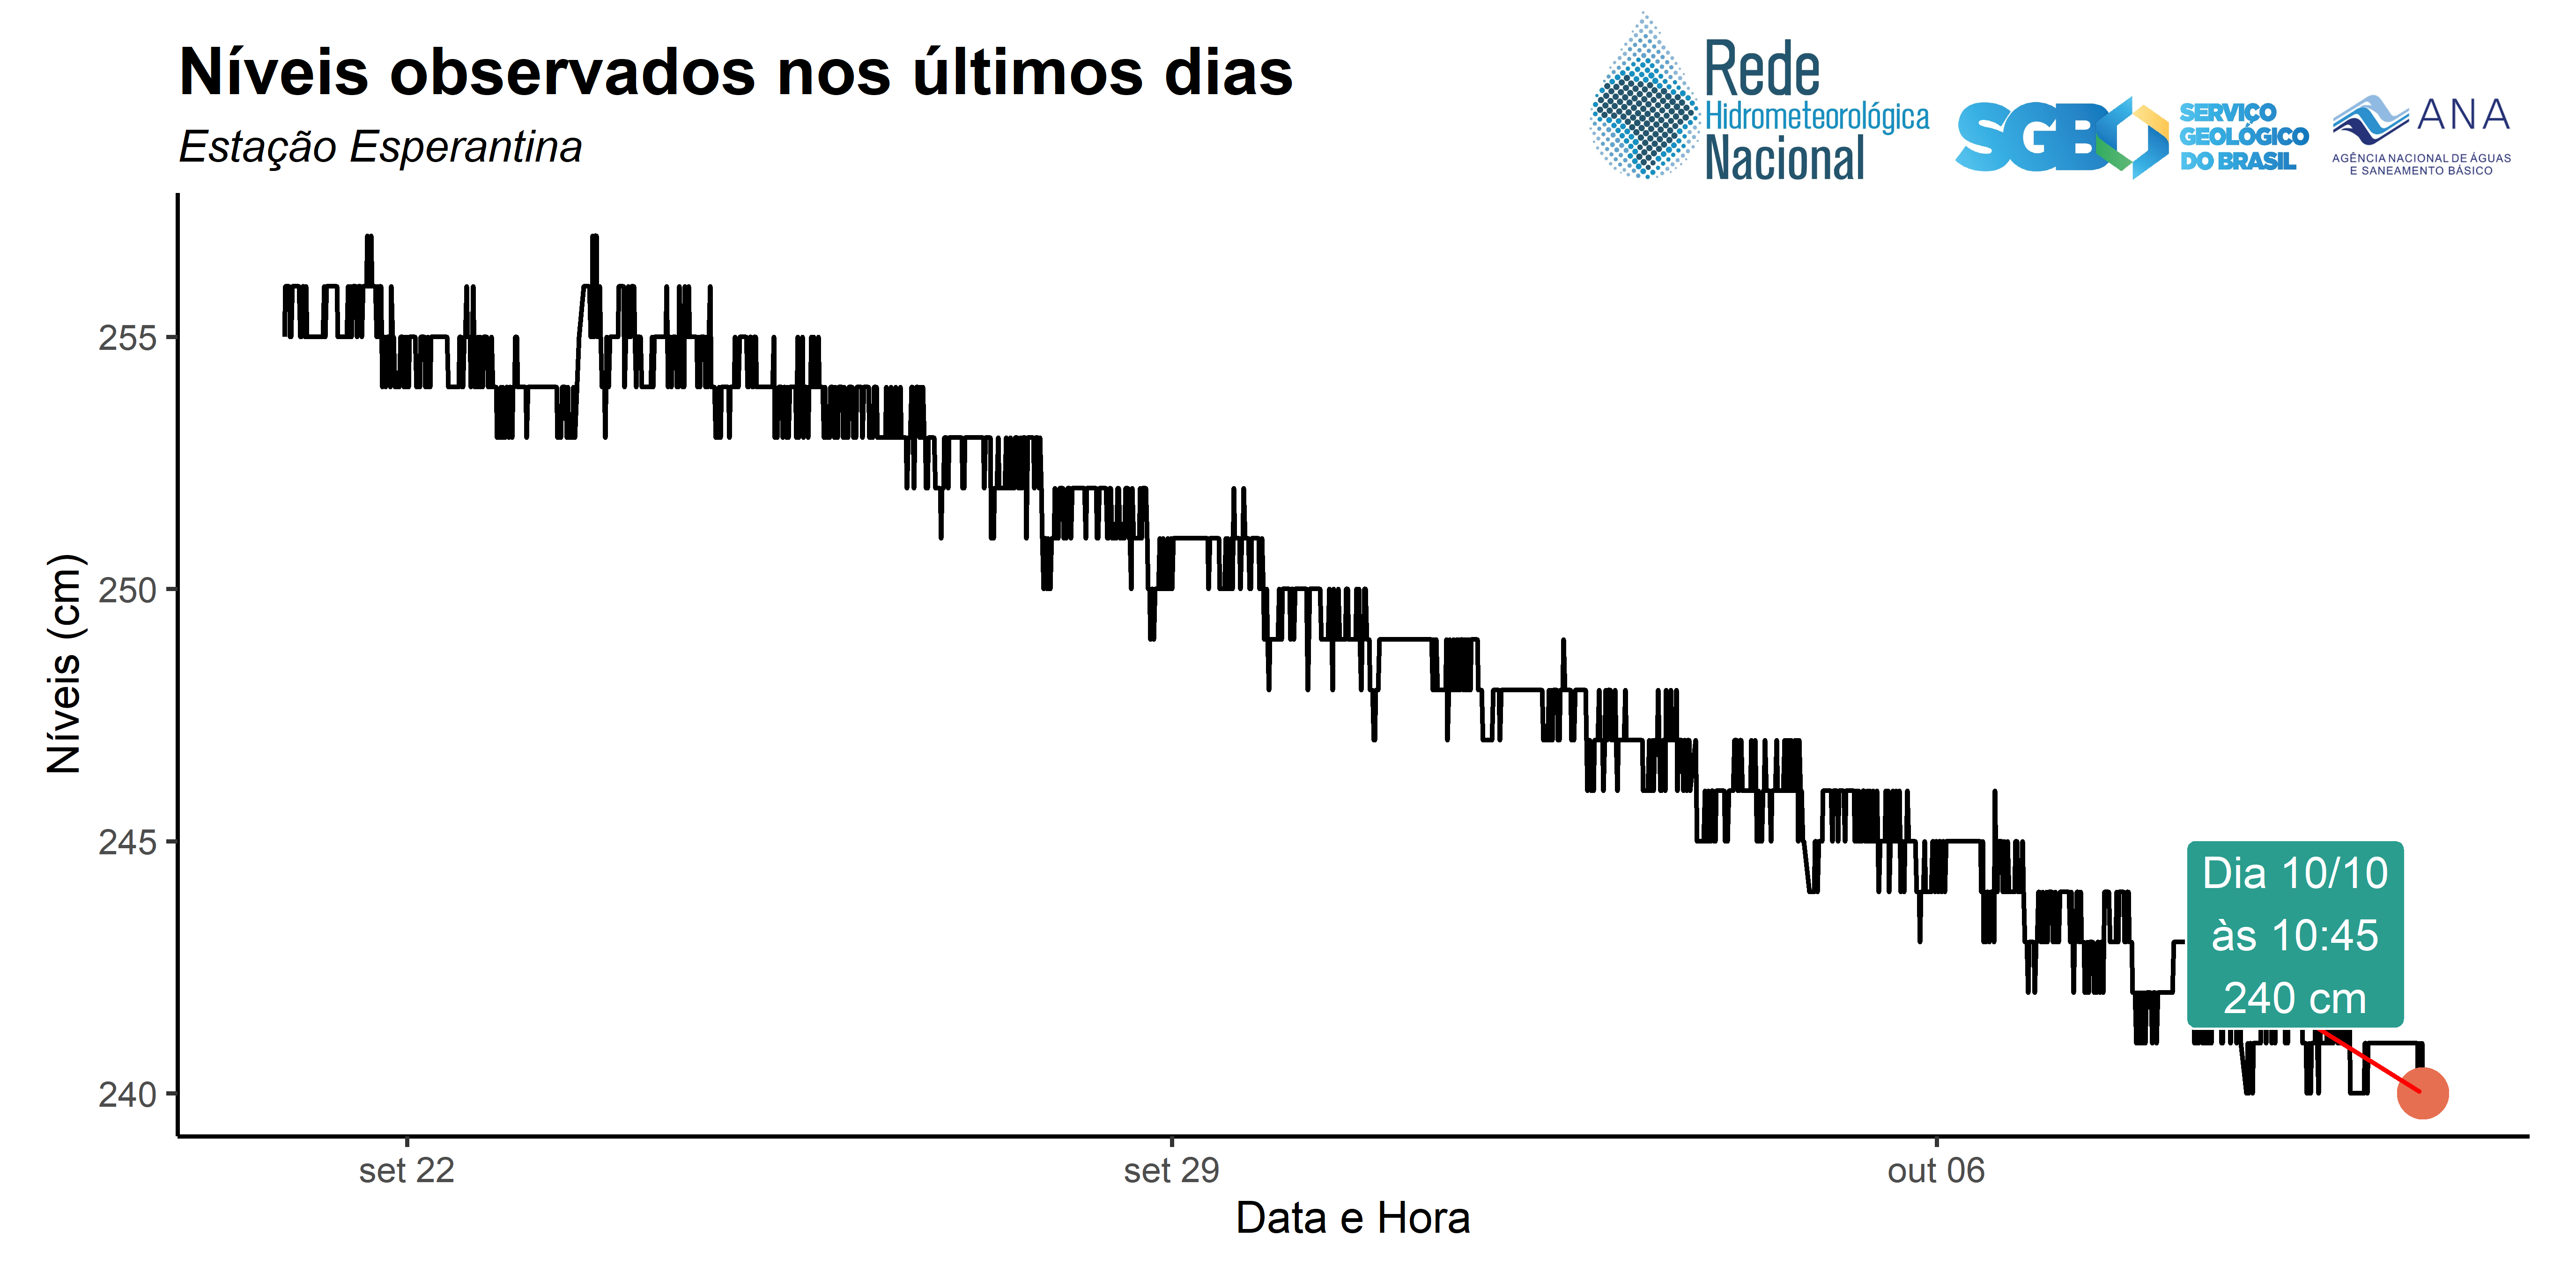 Níveis observados nos últimos dias
Estação Esperantina
Rede
Hidrometeorológica
Nacional
SGB
SERVIÇO
GEOLÓGICO
DO BRASIL
ANA
AGÊNCIA NACIONAL DE ÁGUAS
E SANEAMENTO BÁSICO
Níveis (cm)
255
250
245
240
Dia 10/10
às 10:45
240 cm
set 22
set 29
out 06
Data e Hora